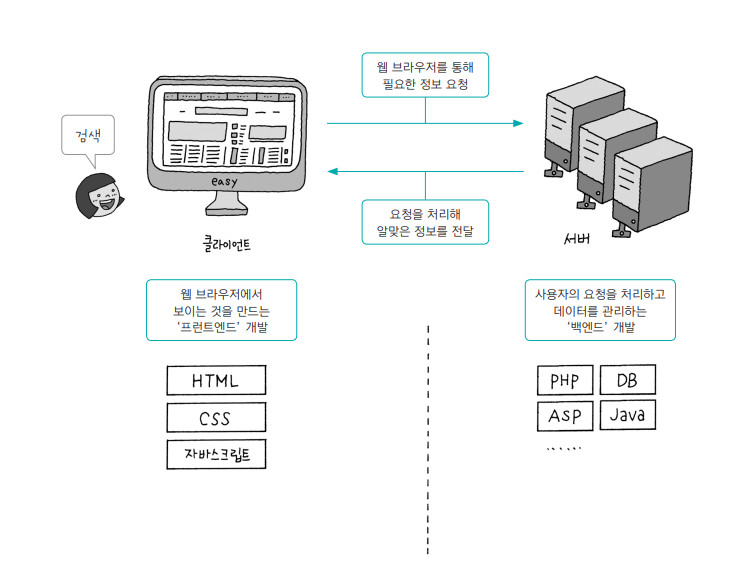 웹 브라우저를 통해
필요한 정보 요청
검색
easy
요청을 처리해
알맞은 정보를 전달
클라이언트
서버
웹 브라우저에서
보이는 것을 만드는
‘프런트엔드’ 개발
사용자의 요청을 처리하고
데이터를 관리하는
‘백엔드’ 개발
HTML
CSS
자바스크립트
PHP
DB
ASP
Java
......